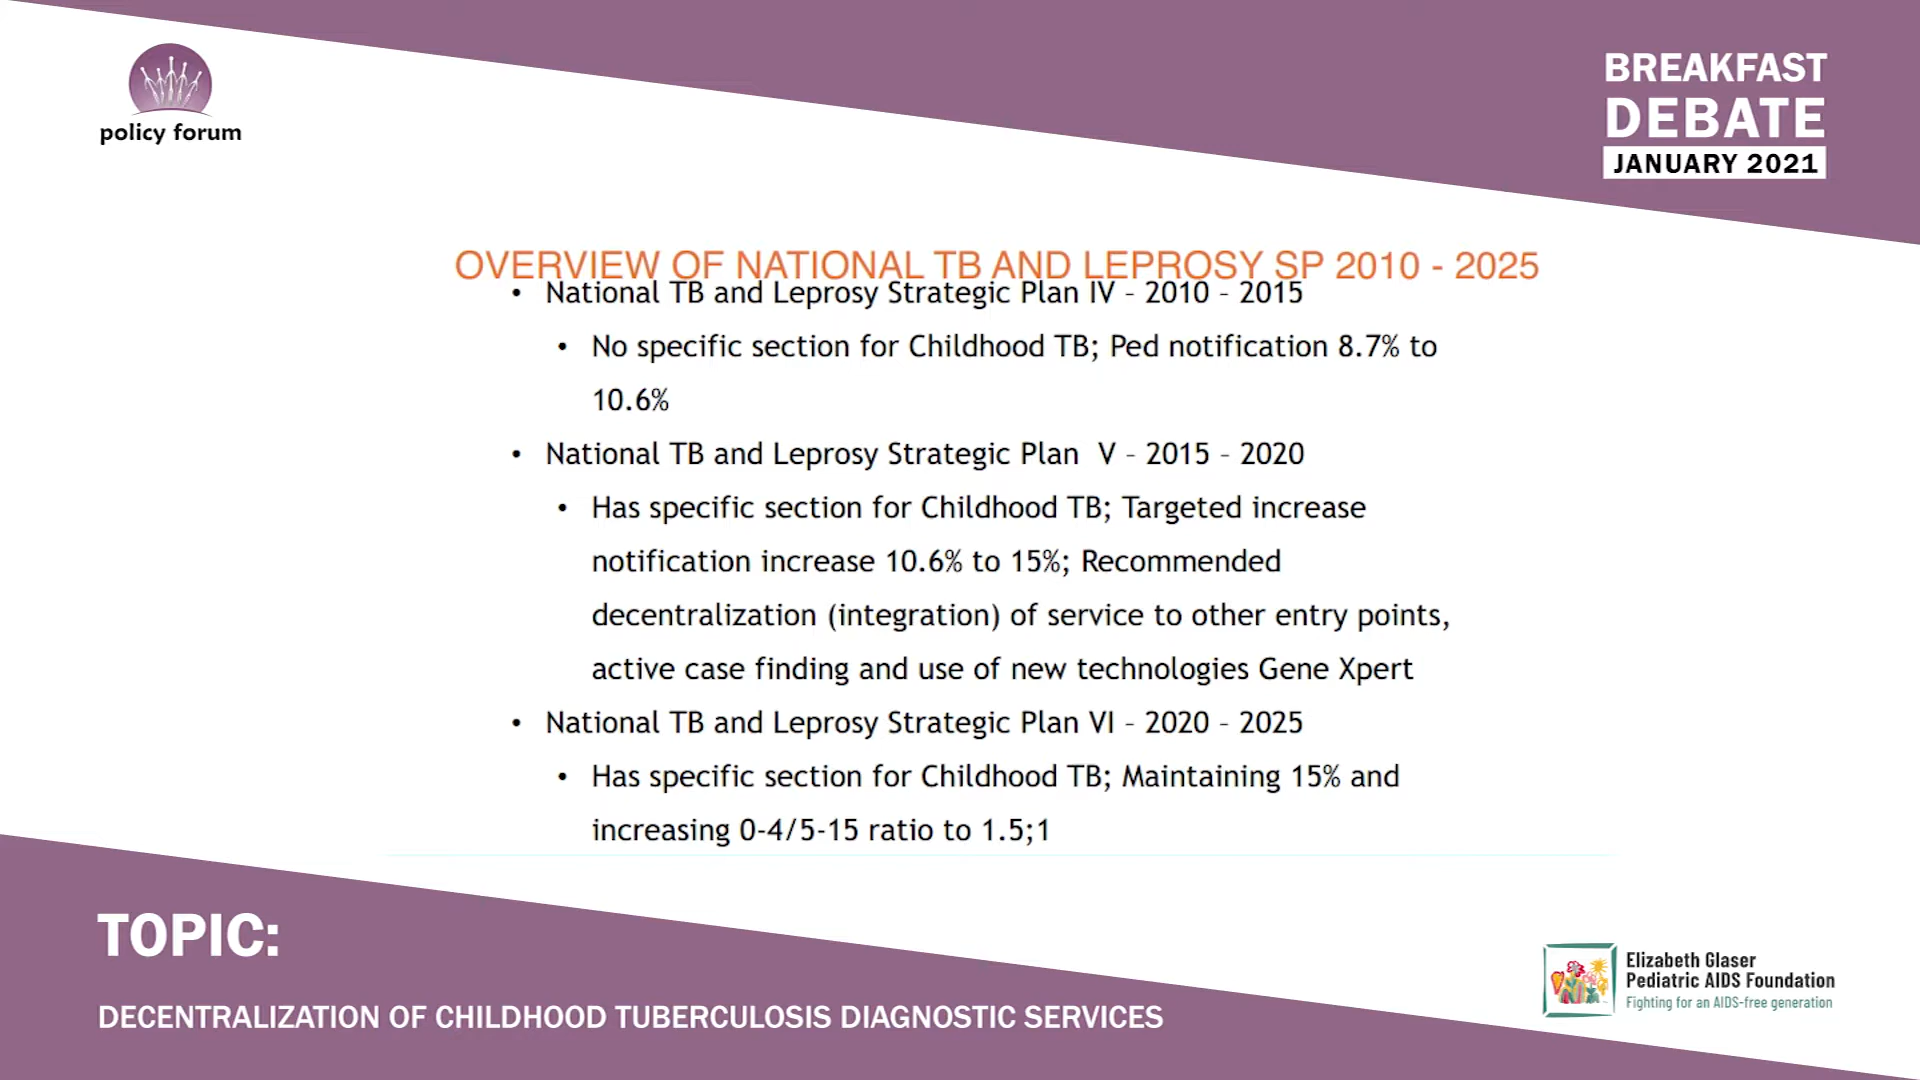 policy forum
BREAKFAST
DEBATE
JANUARY 2021
OVERVIEW OF NATIONAL TB AND LEPROSY SP 2010 - 2025
• National TB and Leprosy Strategic Plan IV – 2010 – 2015
• No specific section for Childhood TB; Ped notification 8.7% to
10.6%
• National TB and Leprosy Strategic Plan V – 2015 – 2020
• Has specific section for Childhood TB; Targeted increase
notification increase 10.6% to 15%; Recommended
decentralization (integration) of service to other entry points,
active case finding and use of new technologies Gene Xpert
• National TB and Leprosy Strategic Plan VI – 2020 – 2025
• Has specific section for Childhood TB; Maintaining 15% and
increasing 0-4/5-15 ratio to 1.5;1
TOPIC:
DECENTRALIZATION OF CHILDHOOD TUBERCULOSIS DIAGNOSTIC SERVICES
Elizabeth Glaser
Pediatric AIDS Foundation
Fighting for an AIDS-free generation